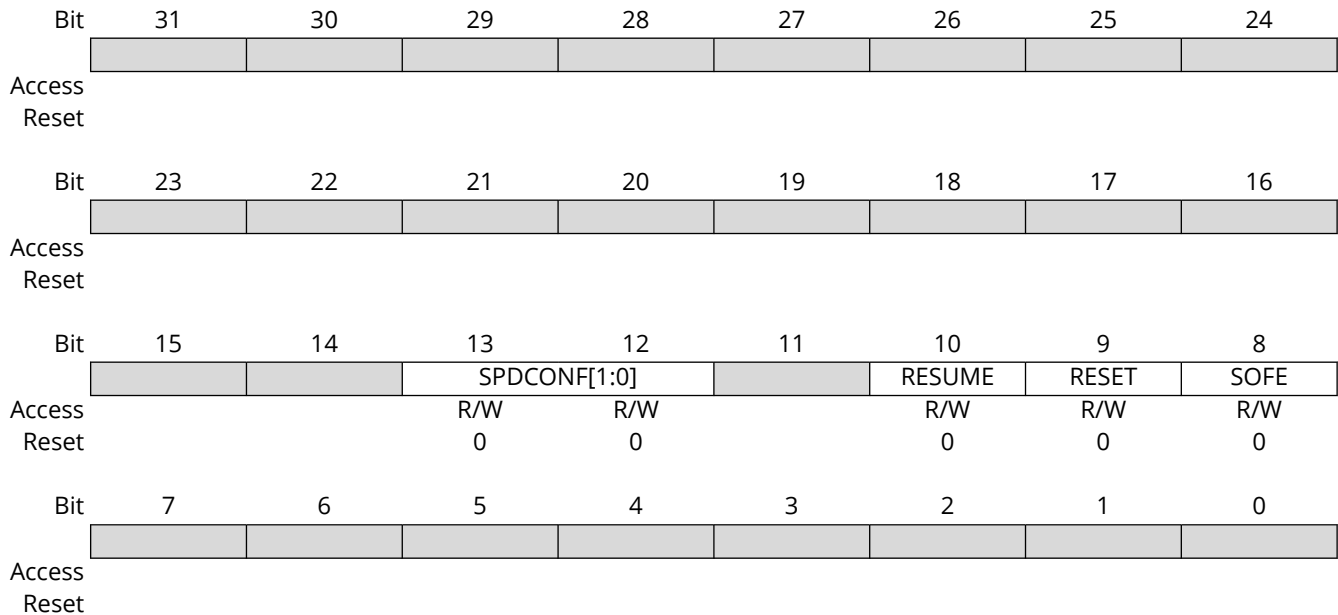 Bit 31 30 29 28 27 26 25 24
Access
Reset
Bit 23 22 21 20 19 18 17 16
Access
Reset
Bit 15 14 13 12 11 10 9 8
SPDCONF[1:0] RESUME RESET SOFE
Access R/W R/W R/W R/W R/W
Reset 0 0 0 0 0
Bit 7 6 5 4 3 2 1 0
Access
Reset